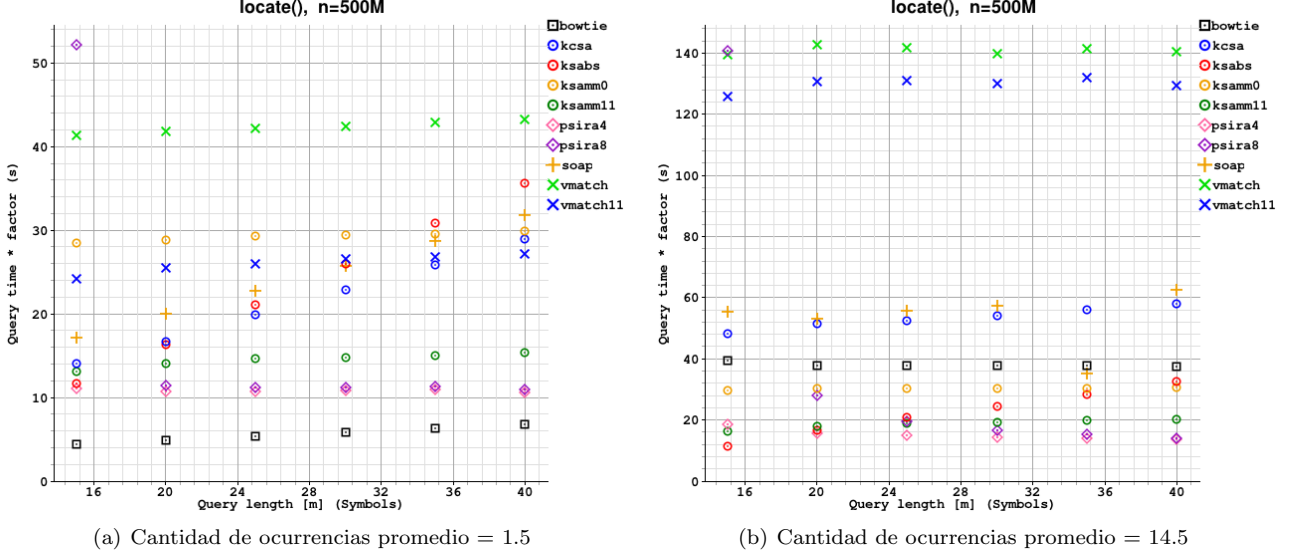 locate(), n=500M
Query time * factor (s)
50
40
30
20
10
0
16
20
24
28
32
36
40
Query length [m] (Symbols)
bowtie
kcsa
ksabs
ksamm0
ksamm11
psira4
psira8
soap
vmatch
vmatch11
(a) Cantidad de ocurrencias promedio = 1.5
locate(), n=500M
Query time * factor (s)
140
120
100
80
60
40
20
0
16
20
24
28
32
36
40
Query length [m] (Symbols)
bowtie
kcsa
ksabs
ksamm0
ksamm11
psira4
psira8
soap
vmatch
vmatch11
(b) Cantidad de ocurrencias promedio = 14.5